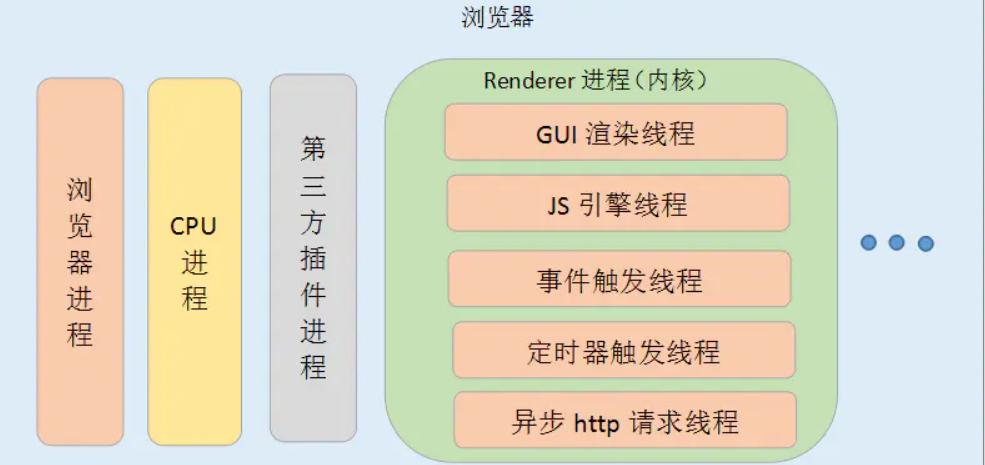 浏览器
浏览器进程
CPU
进程
第三方插件进程
Renderer 进程（内核）
GUI 渲染线程
JS 引擎线程
事件触发线程
定时器触发线程
异步 http 请求线程